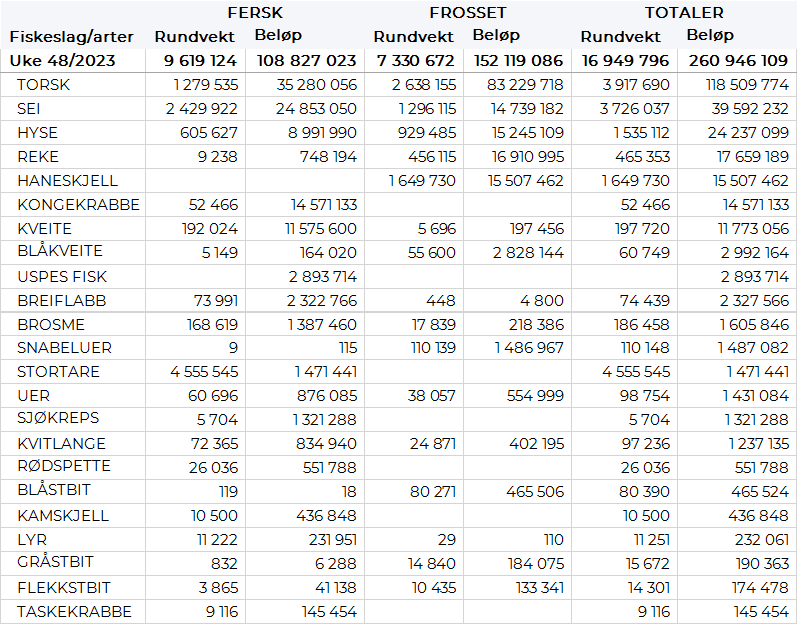 FERSK FROSSET TOTALER
Fiskeslag/arter Rundvekt Beløp Rundvekt Beløp Rundvekt Beløp
Uke 48/2023 9 619 124 108 827 023 7 330 672 152 119 086 16 949 796 260 946 109
TORSK 1 279 535 35 280 056 2 638 155 83 229 718 3 917 690 118 509 774
SEI 2 429 922 24 853 050 1 296 115 14 739 182 3 726 037 39 592 232
HYSE 605 627 8 991 990 929 485 15 245 109 1 535 112 24 237 099
REKE 9 238 748 194 456 115 16 910 995 465 353 17 659 189
HANESKJELL 1 649 730 15 507 462 1 649 730 15 507 462
KONGEKRABBE 52 466 14 571 133 52 466 14 571 133
KVEITE 192 024 11 575 600 5 696 197 456 197 720 11 773 056
BLÅKVEITE 5 149 164 020 55 600 2 828 144 60 749 2 992 164
USPES FISK 2 893 714 2 893 714
BREIFLABB 73 991 2 322 766 448 4 800 74 439 2 327 566
BROSME 168 619 1 387 460 17 839 218 386 186 458 1 605 846
SNABELUER 9 115 110 139 1 486 967 110 148 1 487 082
STORTARE 4 555 545 1 471 441 4 555 545 1 471 441
UER 60 696 876 085 38 057 554 999 98 754 1 431 084
SJØKREPS 5 704 1 321 288 5 704 1 321 288
KVITLANGE 72 365 834 940 24 871 402 195 97 236 1 237 135
RØDSPETTE 26 036 551 788 26 036 551 788
BLÅSTBIT 119 18 80 271 465 506 80 390 465 524
KAMSKJELL 10 500 436 848 10 500 436 848
LYR 11 222 231 951 29 110 11 251 232 061
GRÅSTBIT 832 6 288 14 840 184 075 15 672 190 363
FLEKKSTBIT 3 865 41 138 10 435 133 341 14 301 174 478
TASKEKRABBE 9 116 145 454 9 116 145 454